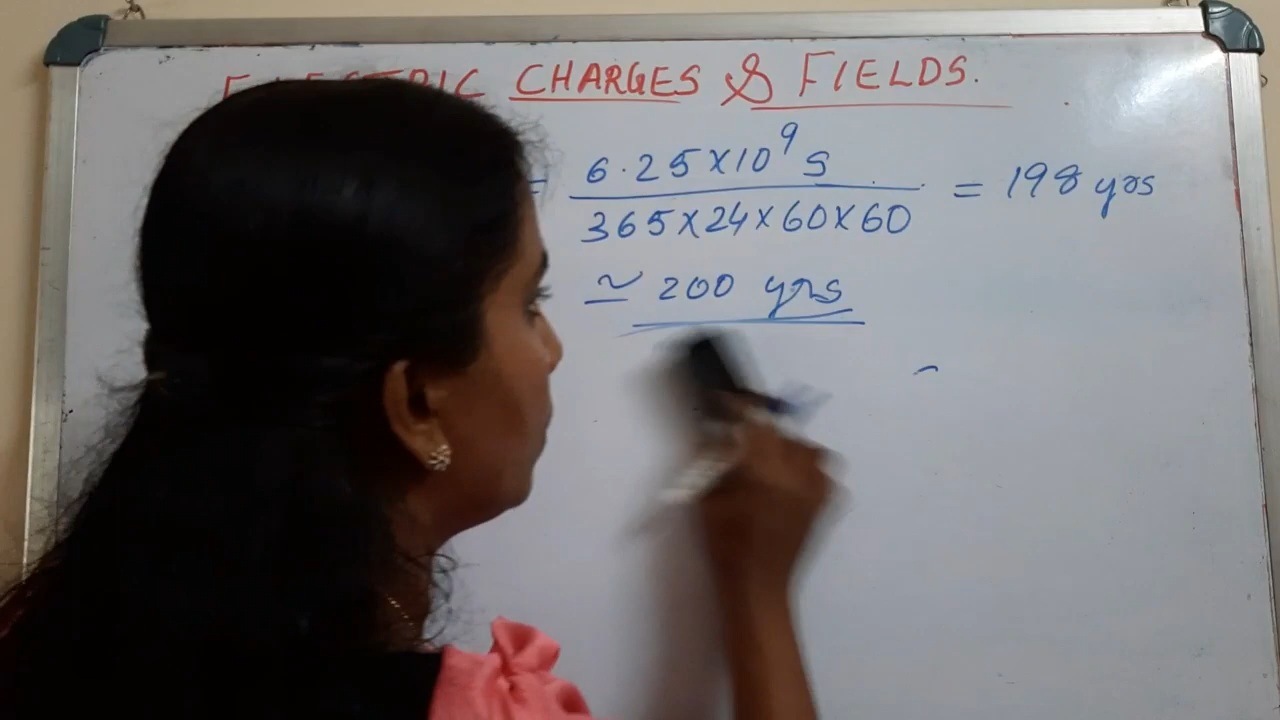 CHARGES & FIELDS.
= 6.25×10⁹ S / 365×24×60×60 = 198 yrs
≃ 200 yrs